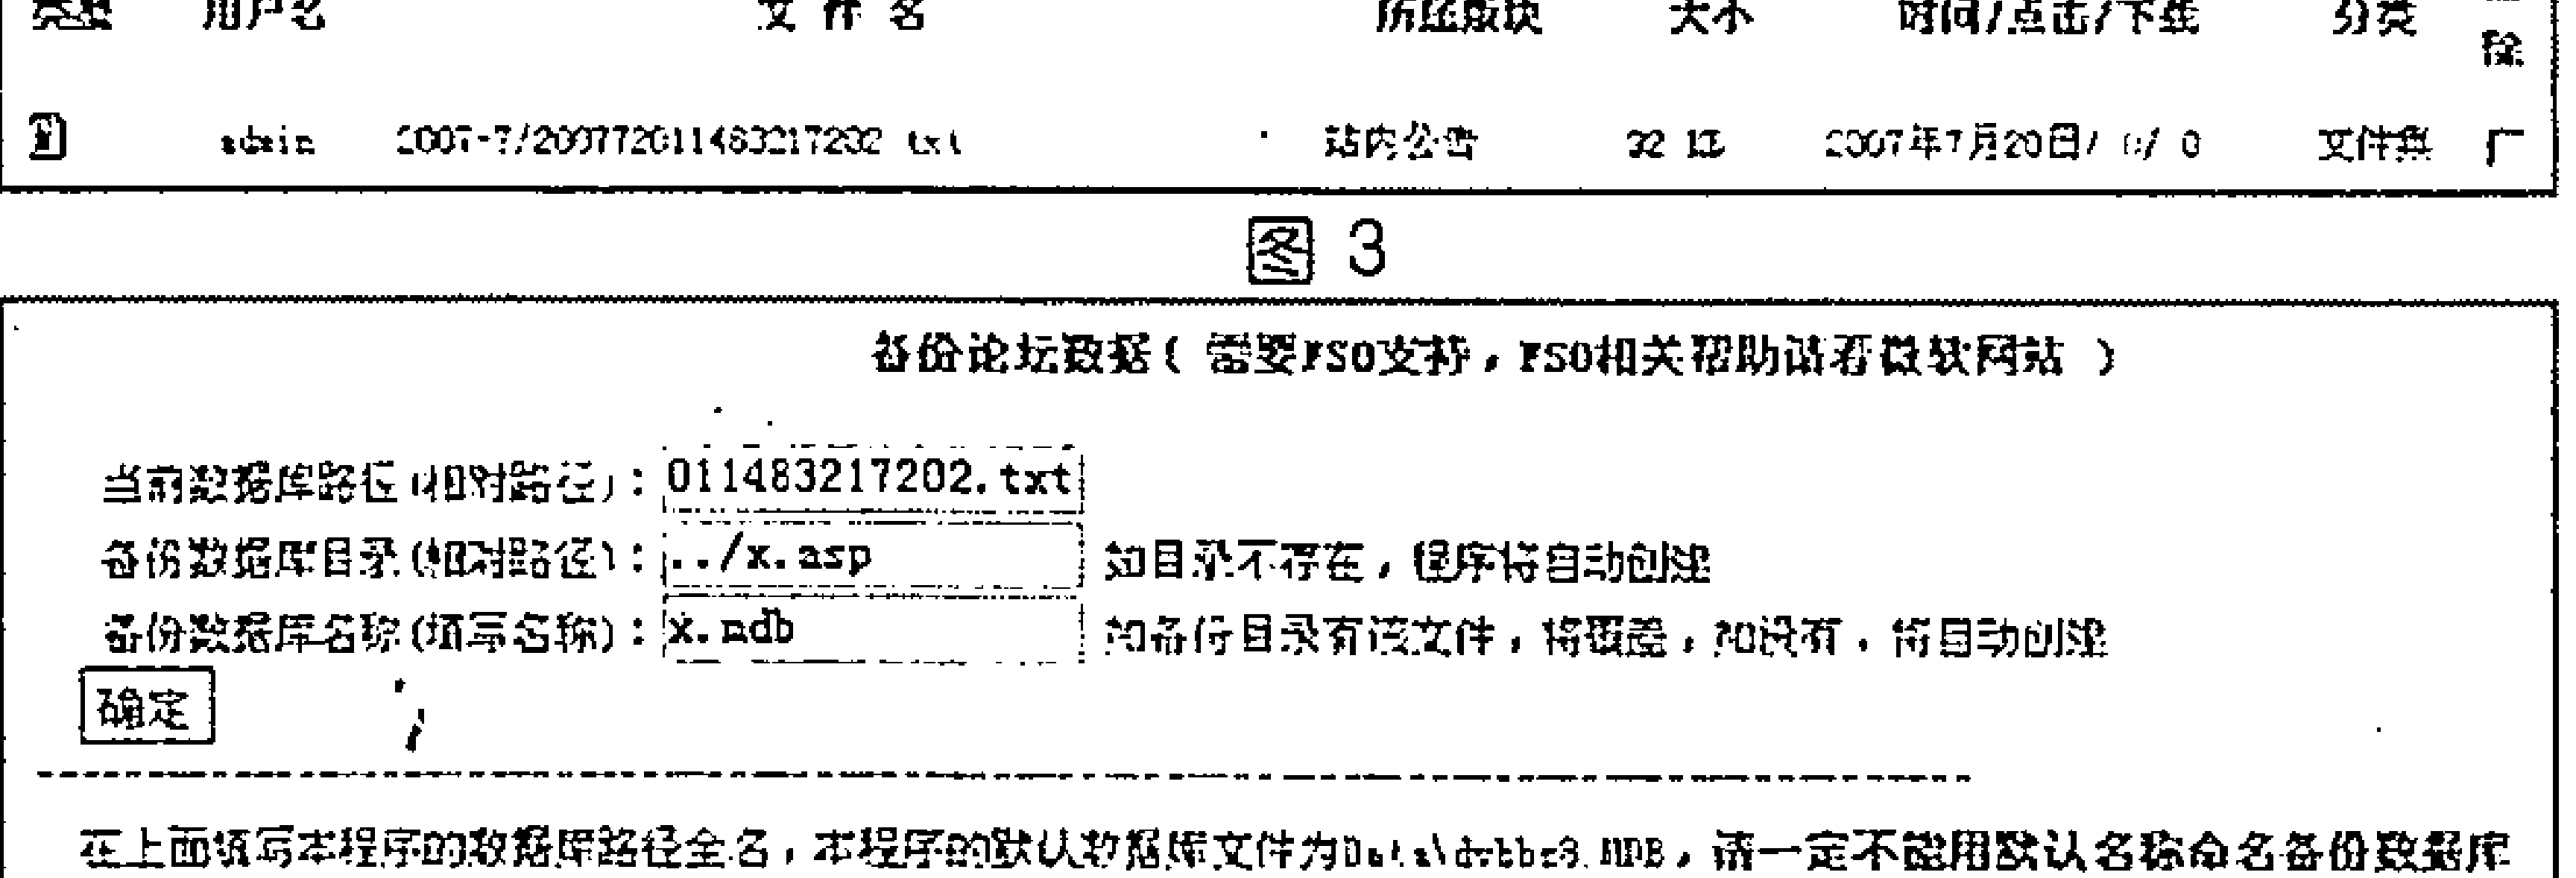 类型 用户名 文 件 名 所在版块 大小 时间/点击/下载 分类
除
admin 2007-7/200772011483217202.txt 站内公告 2007年7月20日/ 0/ 0 文件集
图 3
备份论坛数据( 需要FSO支持,FSO相关帮助请看微软网站 )
当前数据库路径(相对路径): 011483217202.txt
备份数据库目录(相对路径): ../x.asp 如目录不存在,程序将自动创建
备份数据库名称(填写名称): x.mdb 如备份目录有该文件,将覆盖,如没有,将自动创建
确定
在上面填写本程序的数据库路径全名,本程序的默认数据库文件为Data\dvbbs8.MDB,请一定不能用默认名称命名备份数据库